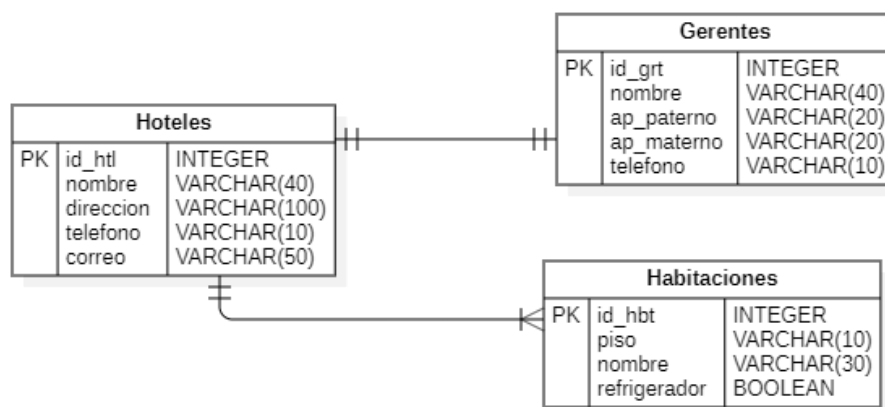 Gerentes
PK id_grt INTEGER
nombre VARCHAR(40)
ap_paterno VARCHAR(20)
ap_materno VARCHAR(20)
telefono VARCHAR(10)
Hoteles
PK id_htl INTEGER
nombre VARCHAR(40)
direccion VARCHAR(100)
telefono VARCHAR(10)
correo VARCHAR(50)
Habitaciones
PK id_hbt INTEGER
piso VARCHAR(10)
nombre VARCHAR(30)
refrigerador BOOLEAN